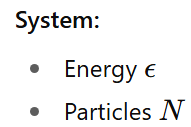 System:
• Energy ϵ
• Particles N